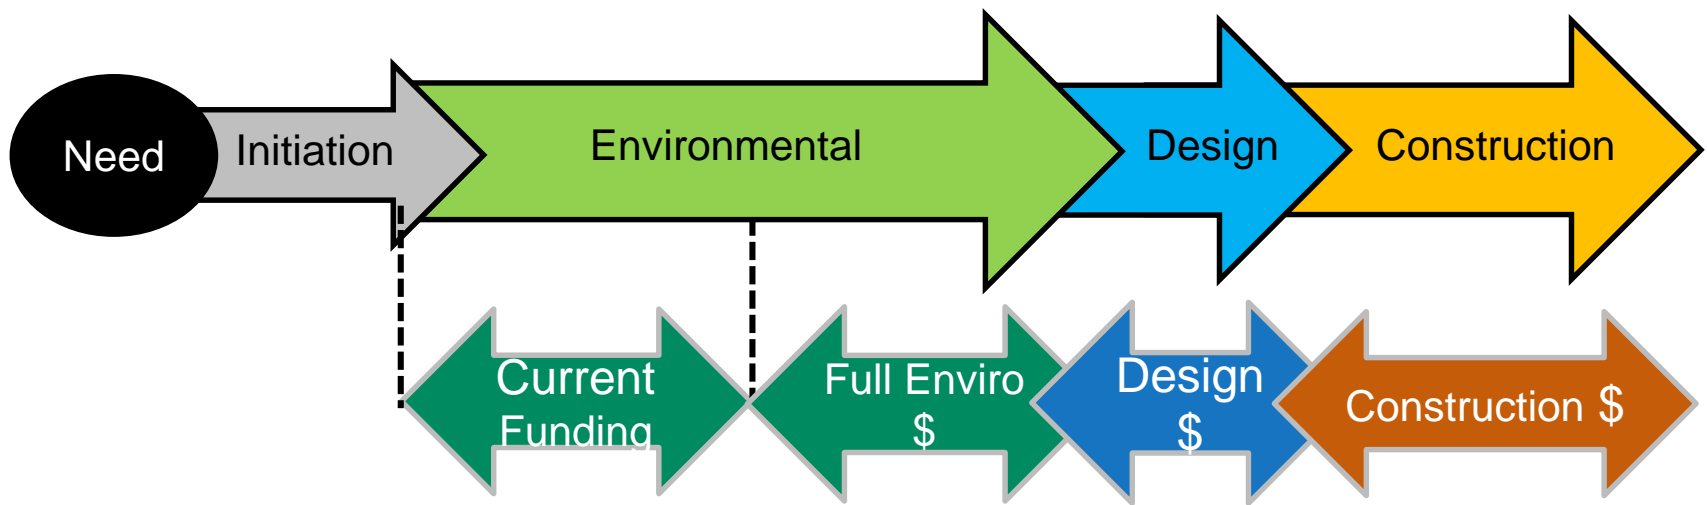 Need
Initiation
Environmental
Design
Construction
Current
Funding
Full Enviro
$
Design
$
Construction $